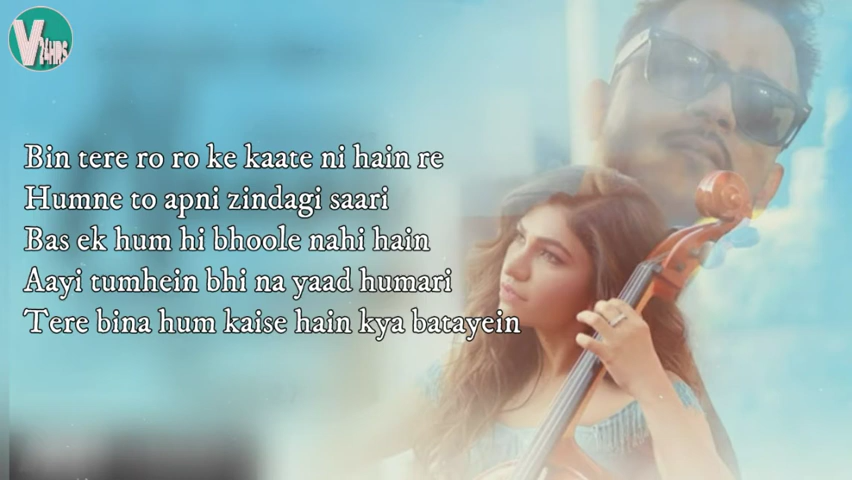 V24HRS
Bin tere ro ro ke kaate ni hain re
Humne to apni zindagi saari
Bas ek hum hi bhoole nahi hain
Aayi tumhein bhi na yaad humari
Tere bina hum kaise hain kya batayein